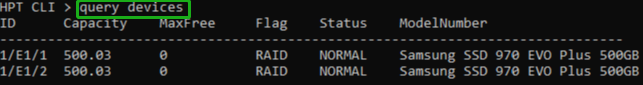 HPT CLI > query devices
ID Capacity MaxFree Flag Status ModelNumber
-------------------------------------------------------------------------------
1/E1/1 500.03 0 RAID NORMAL Samsung SSD 970 EVO Plus 500GB
1/E1/2 500.03 0 RAID NORMAL Samsung SSD 970 EVO Plus 500GB